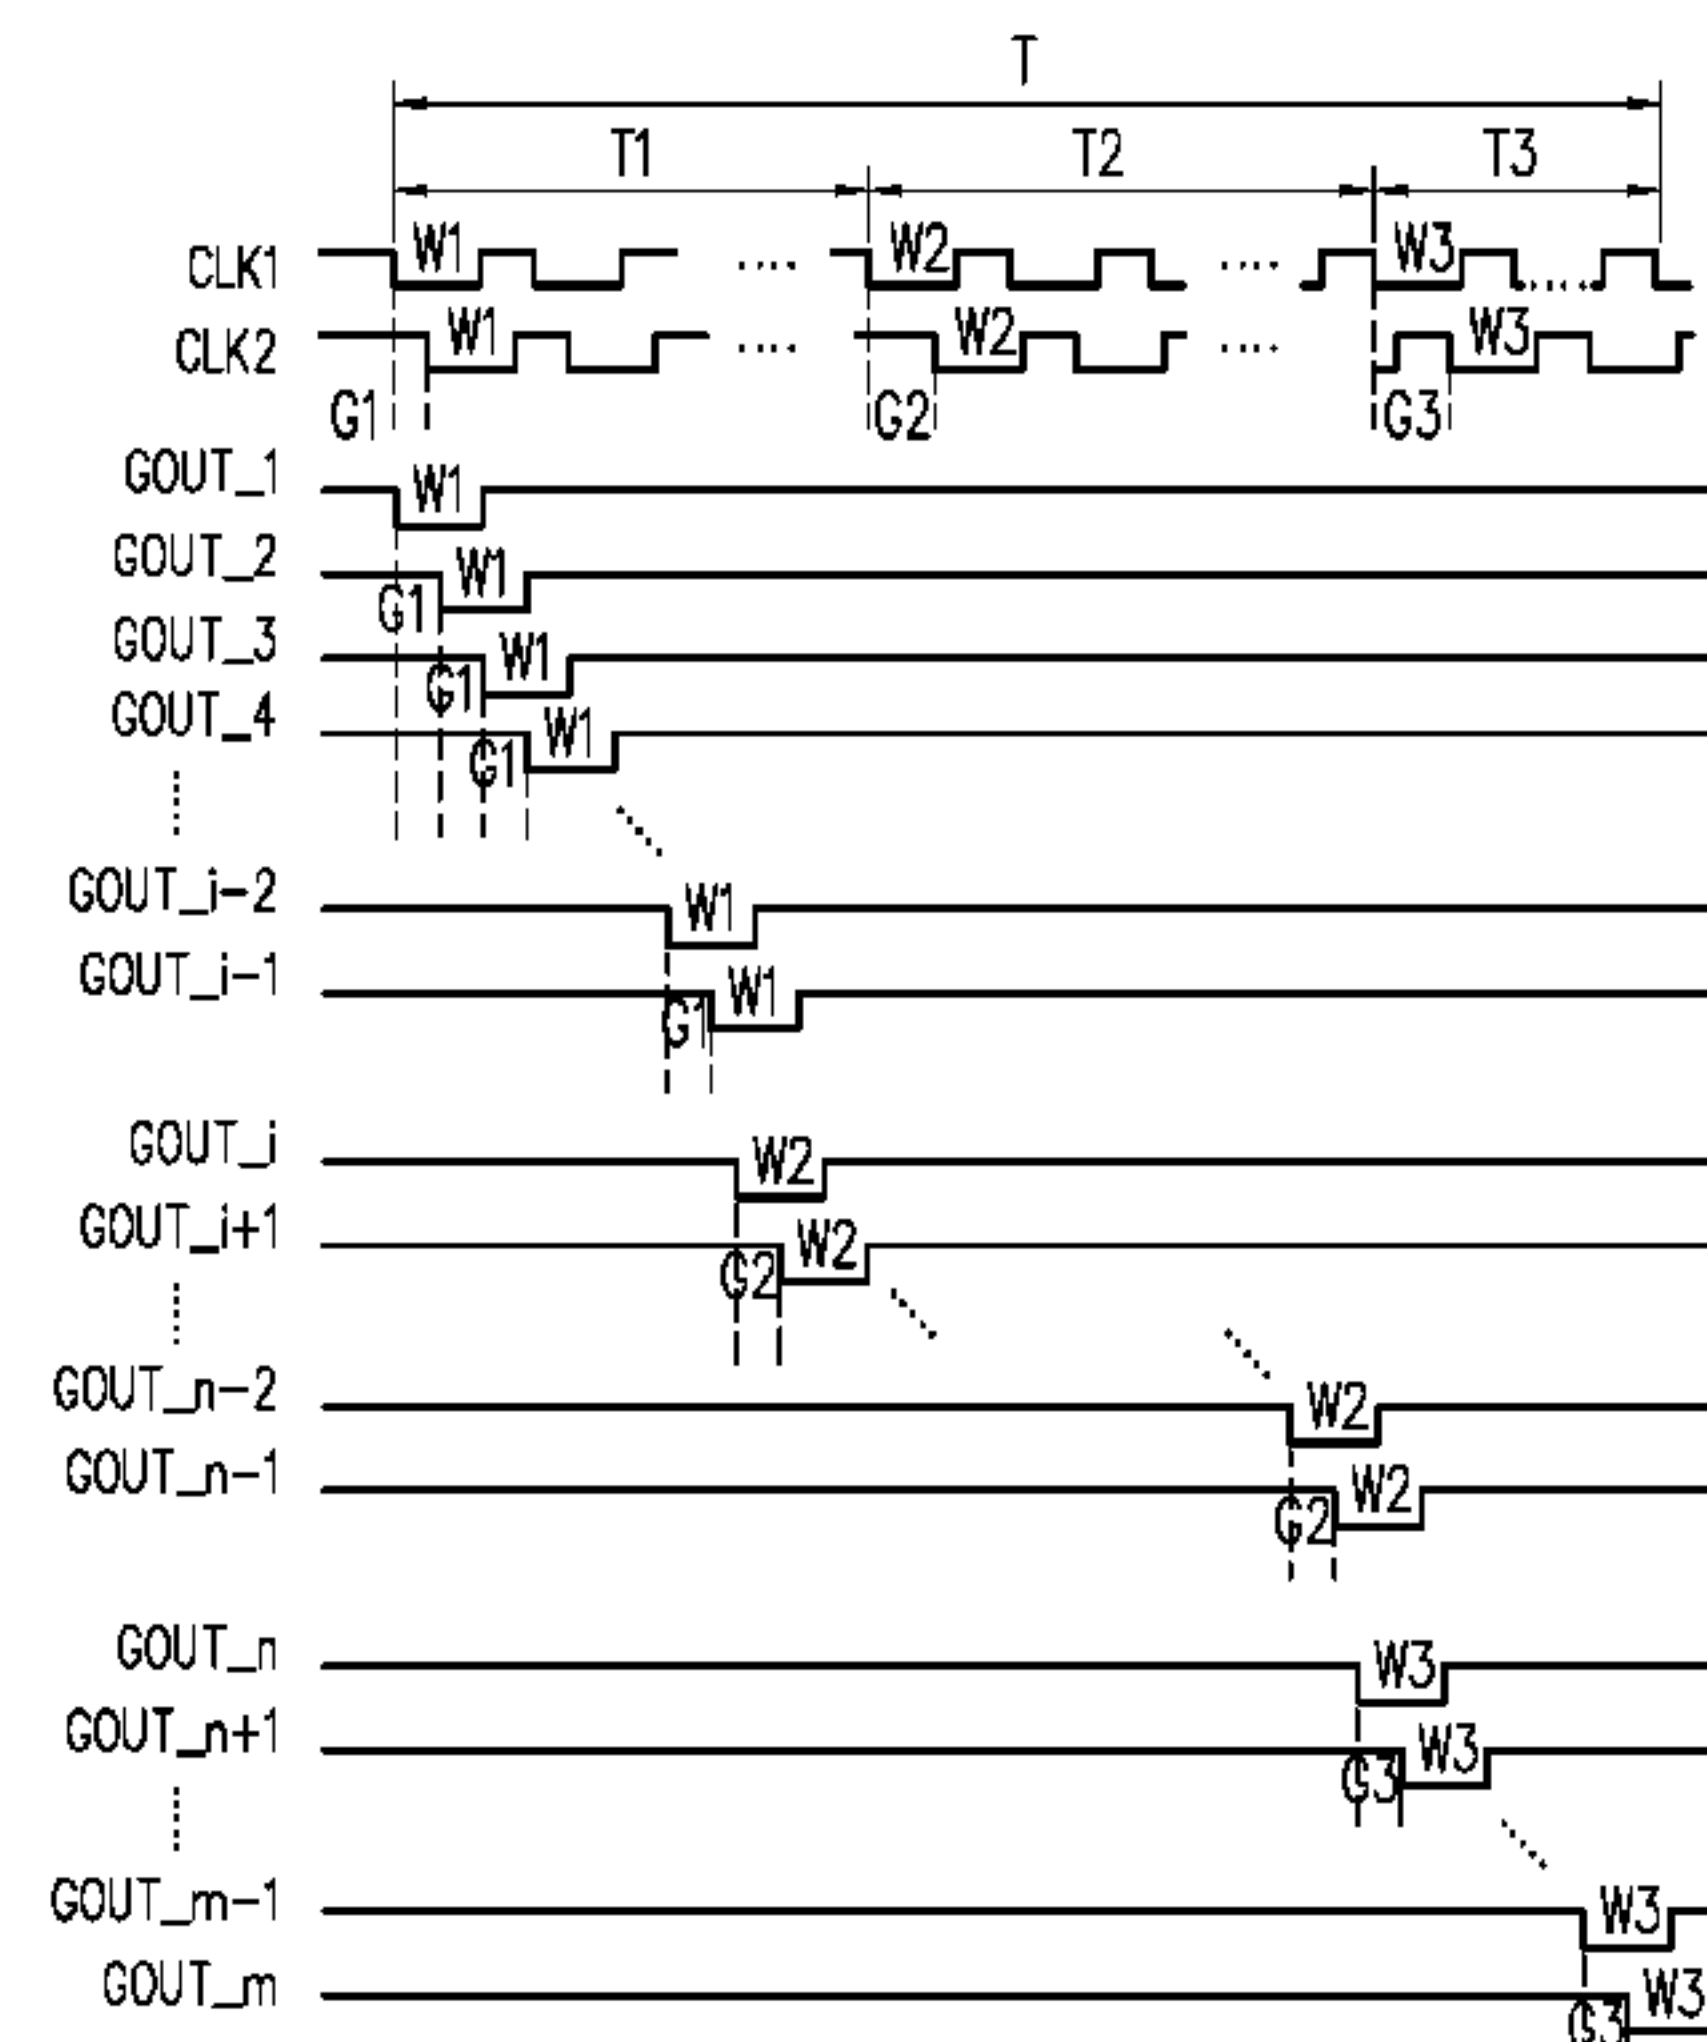 T
T1 T2 T3
CLK1 W1 .... W2 .... W3 ......
CLK2 W1 .... W2 .... W3
G1 G2 G3
GOUT_1 W1
GOUT_2 W1
G1
GOUT_3 W1
G1
GOUT_4 W1
G1
GOUT_i-2 W1
GOUT_i-1 W1
G1
GOUT_i W2
GOUT_i+1 W2
G2
GOUT_n-2 W2
GOUT_n-1 W2
G2
GOUT_n W3
GOUT_n+1 W3
G3
GOUT_m-1 W3
GOUT_m W3
G3